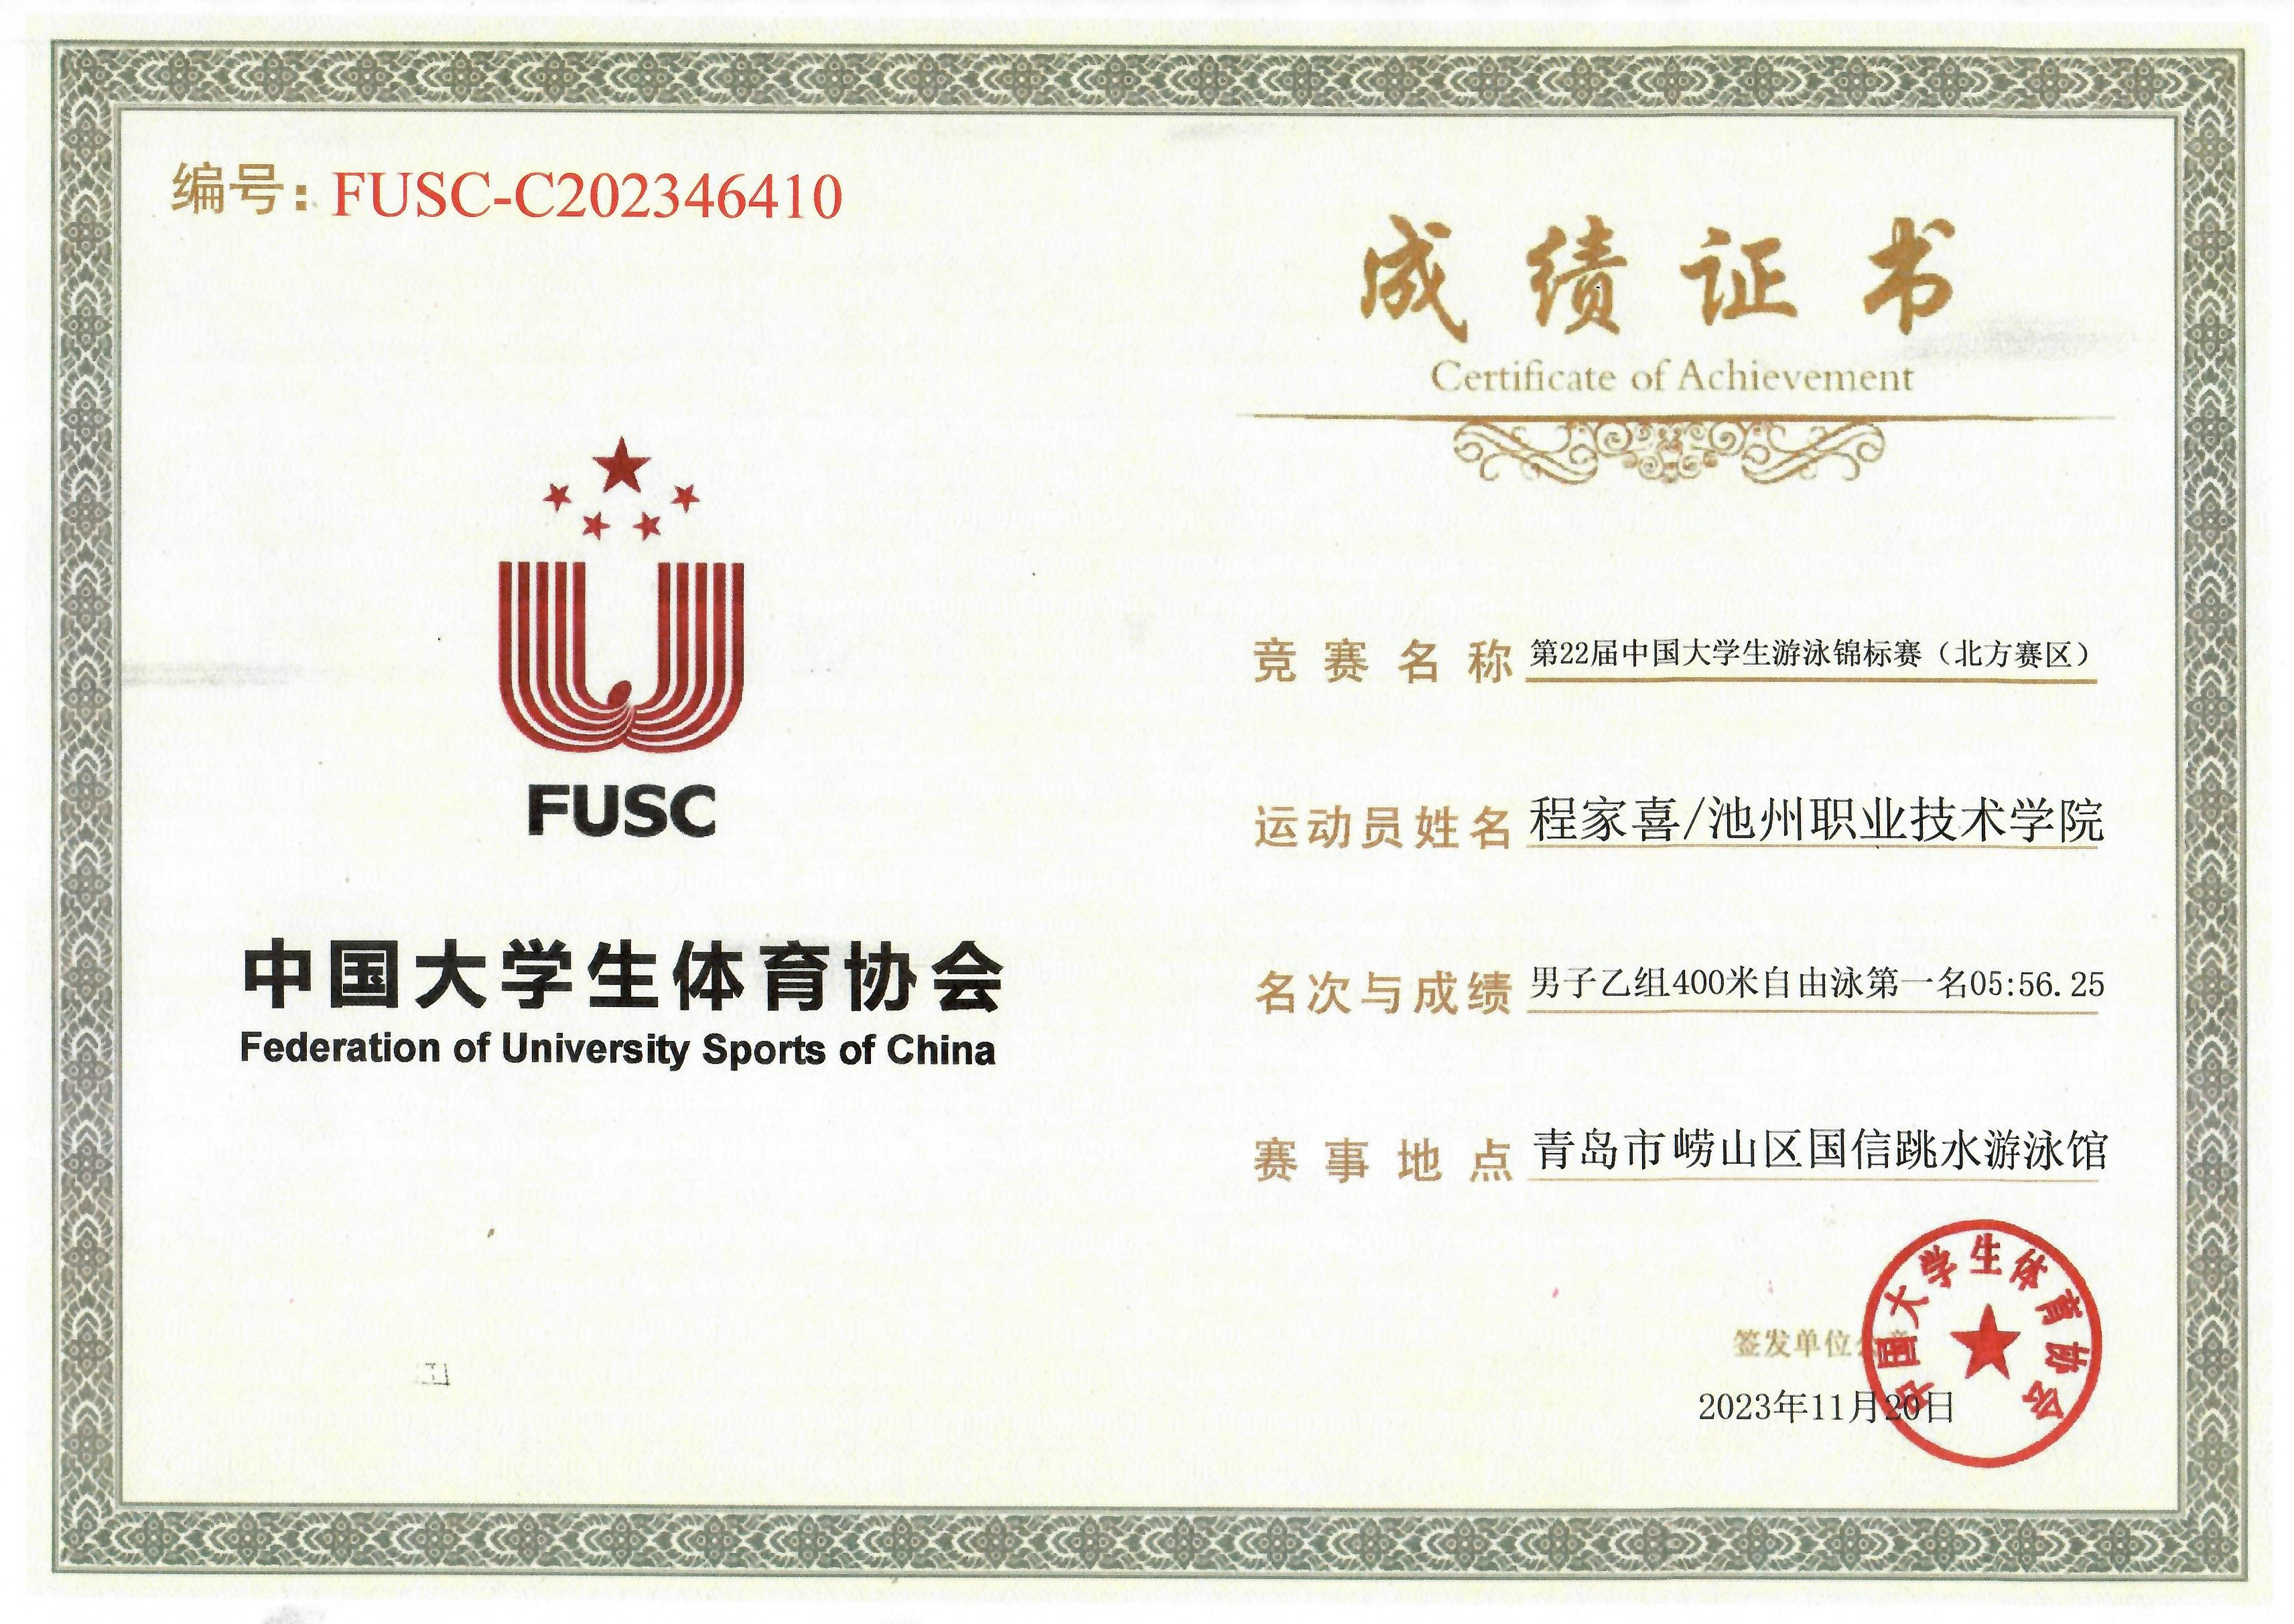 编号：FUSC-C202346410
成绩证书
Certificate of Achievement
FUSC
中国大学生体育协会
Federation of University Sports of China
竞赛名称 第22届中国大学生游泳锦标赛（北方赛区）
运动员姓名 程家喜/池州职业技术学院
名次与成绩 男子乙组400米自由泳第一名05:56.25
赛事地点 青岛市崂山区国信跳水游泳馆
签发单位公章
2023年11月20日
中国大学生体育协会